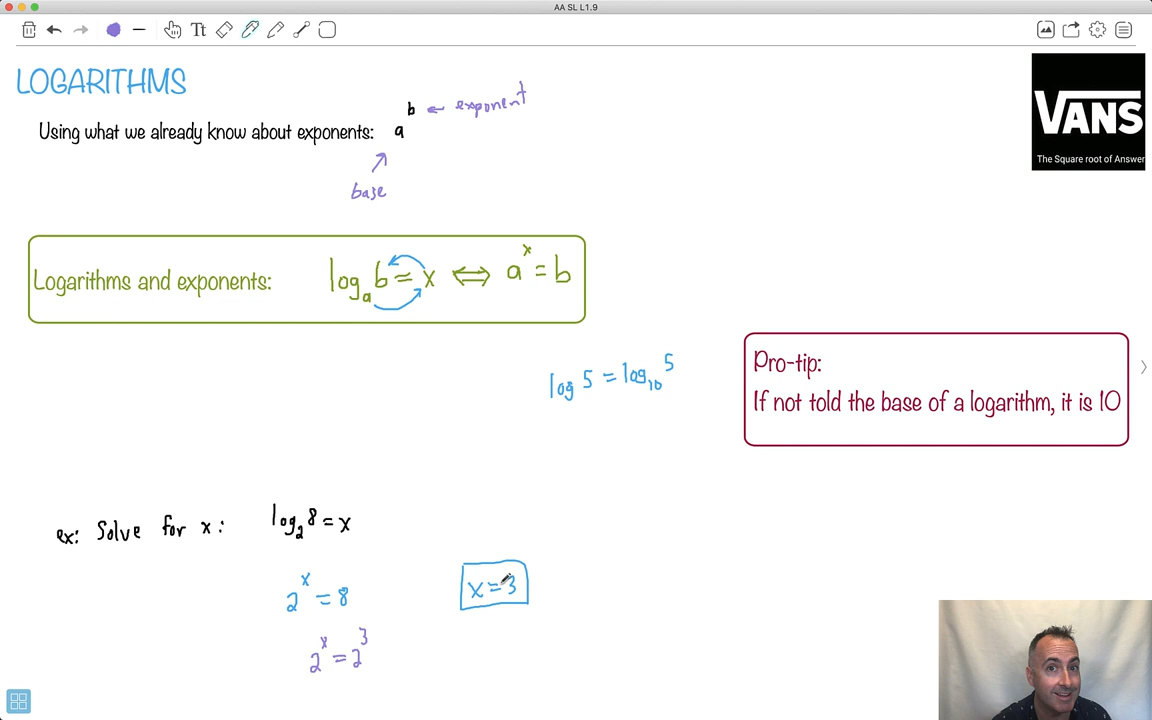 AA SL L1.9
Tt
LOGARITHMS
VANS
The Square root of Answer
Using what we already know about exponents: a^b ← exponent
base
Logarithms and exponents: log_a b = x ⟺ a^x = b
log 5 = log_10 5
Pro-tip:
If not told the base of a logarithm, it is 10
ex: Solve for x: log_2 8 = x
2^x = 8
x = 3
2^x = 2^3